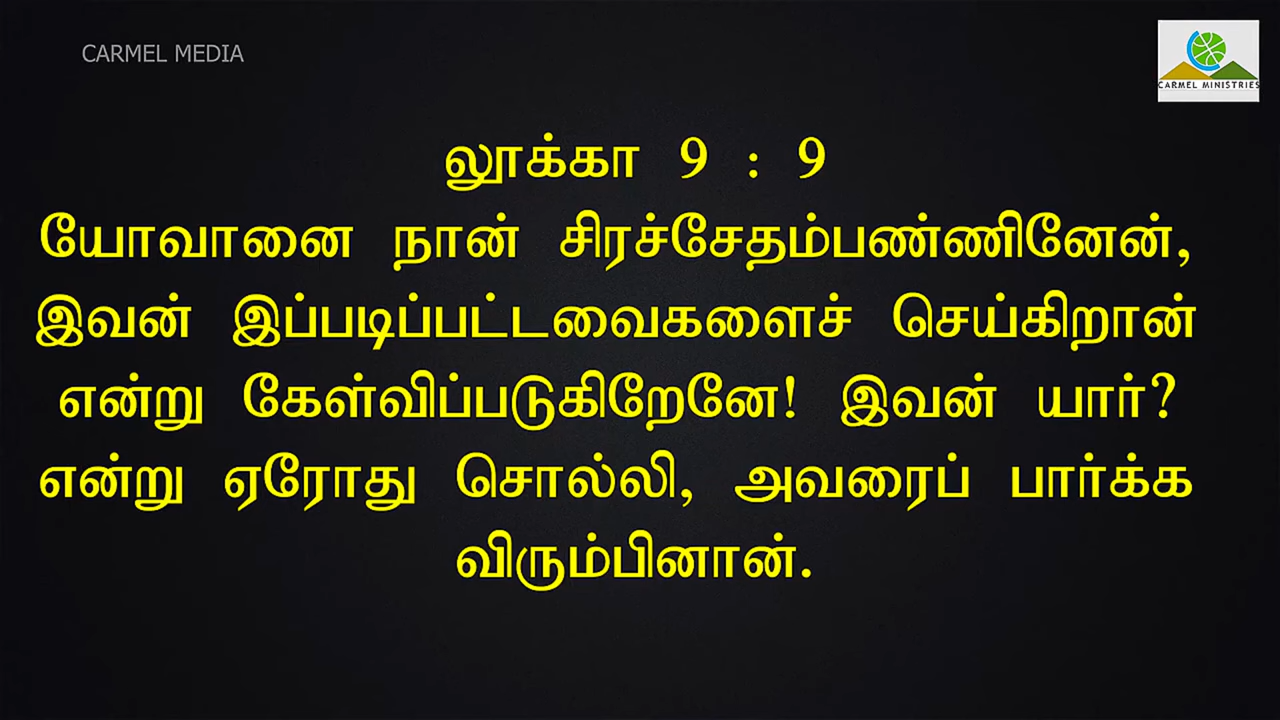 CARMEL MEDIA
CARMEL MINISTRIES
லூக்கா 9 : 9
யோவானை நான் சிரச்சேதம்பண்ணினேன்,
இவன் இப்படிப்பட்டவைகளைச் செய்கிறான்
என்று கேள்விப்படுகிறேனே! இவன் யார்?
என்று ஏரோது சொல்லி, அவரைப் பார்க்க
விரும்பினான்.